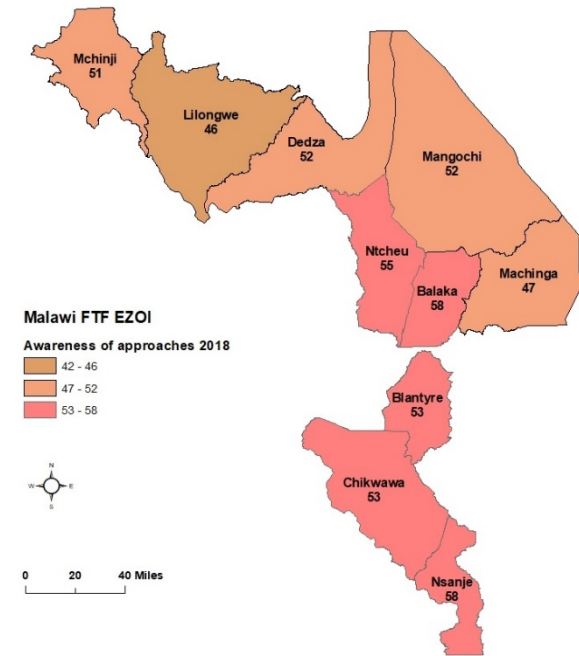 Mchinji
51
Lilongwe
46
Dedza
52
Mangochi
52
Ntcheu
55
Balaka
58
Machinga
47
Malawi FTF EZOI
Awareness of approaches 2018
42 - 46
47 - 52
53 - 58
Blantyre
53
Chikwawa
53
N
W E
S
0 20 40 Miles
Nsanje
58